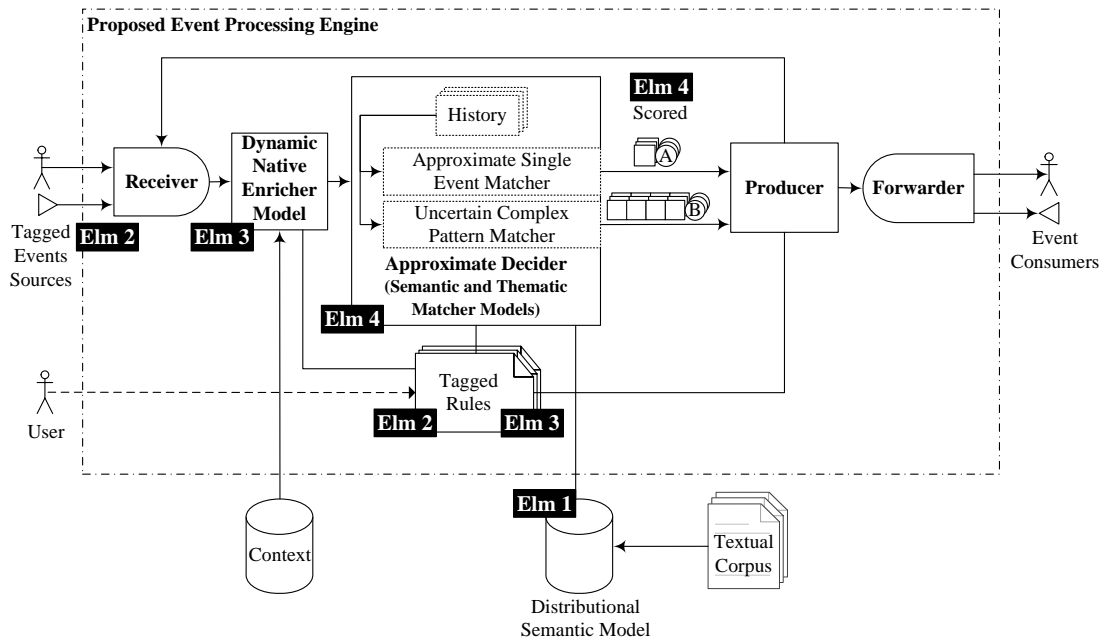 Proposed Event Processing Engine
Elm 4
Scored
History
Dynamic
Native
Enricher
Model
A
Approximate Single
Event Matcher
Receiver
Producer
Forwarder
B
Uncertain Complex
Pattern Matcher
Elm 2
Elm 3
Tagged
Events
Sources
Event
Consumers
Approximate Decider
(Semantic and Thematic
Matcher Models)
Elm 4
Tagged
Rules
Elm 2
Elm 3
User
Elm 1
Context
Textual
Corpus
Distributional
Semantic Model